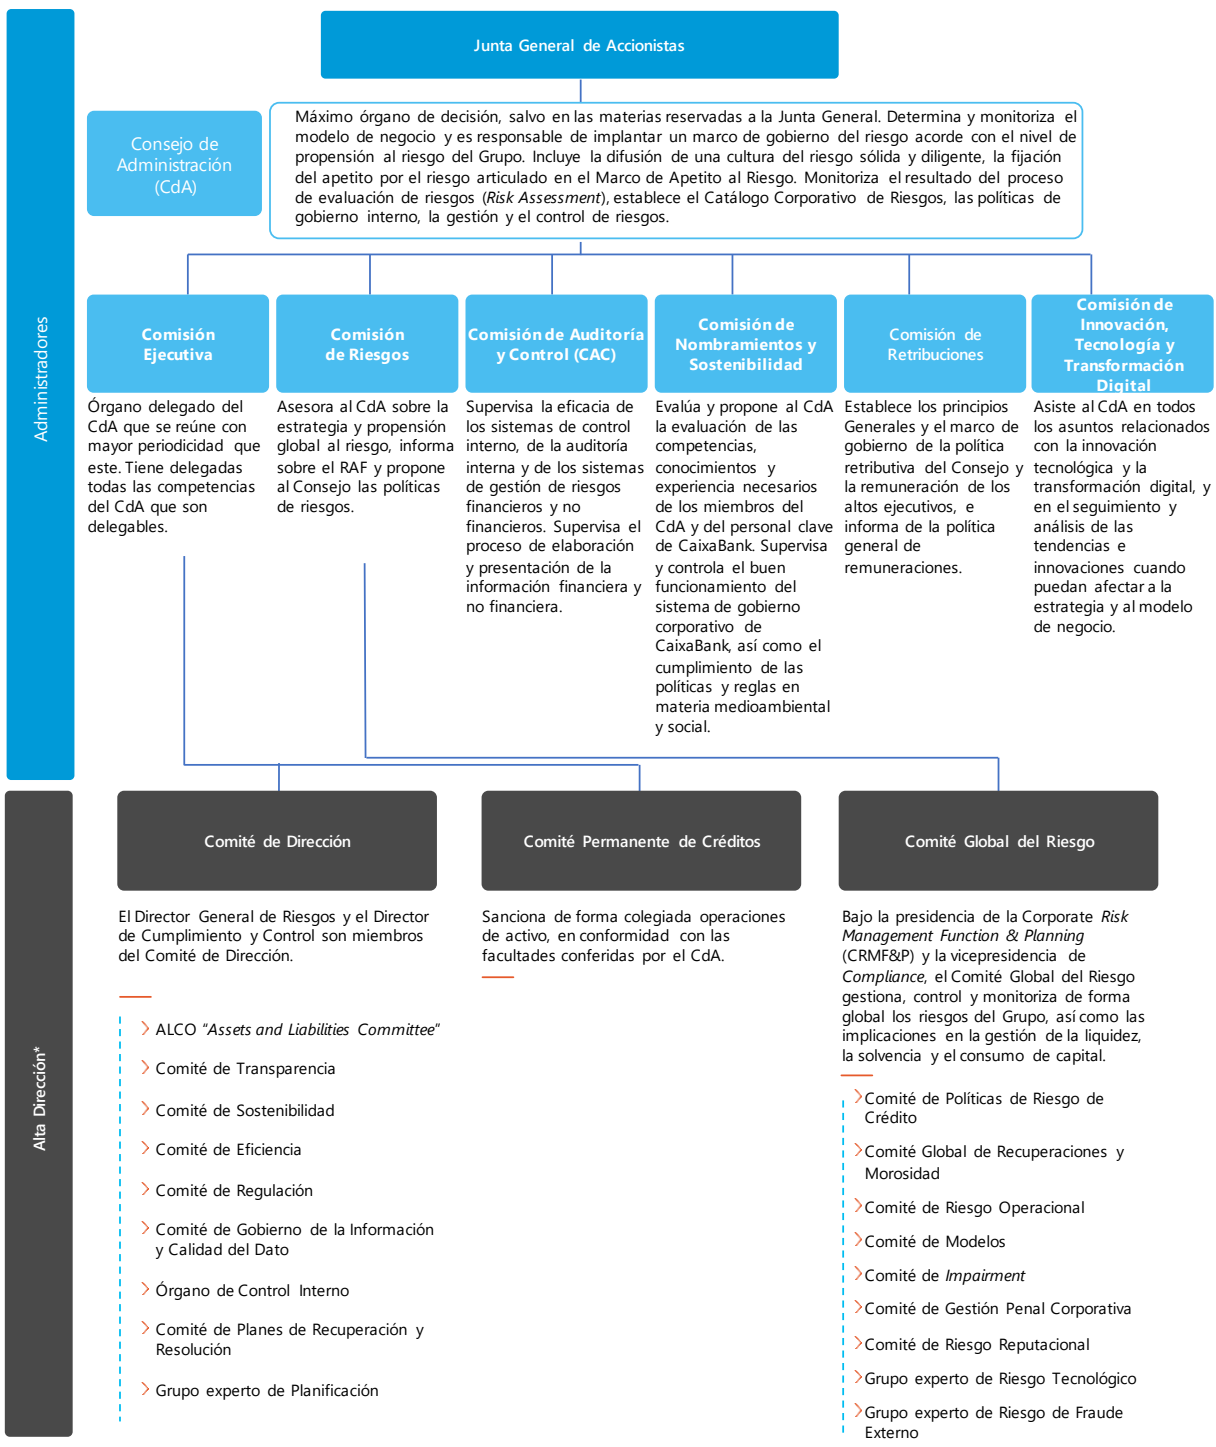 Junta General de Accionistas
Consejo de
Administración
(CdA)
Máximo órgano de decisión, salvo en las materias reservadas a la Junta General. Determina y monitoriza el
modelo de negocio y es responsable de implantar un marco de gobierno del riesgo acorde con el nivel de
propensión al riesgo del Grupo. Incluye la difusión de una cultura del riesgo sólida y diligente, la fijación
del apetito por el riesgo articulado en el Marco de Apetito al Riesgo. Monitoriza el resultado del proceso
de evaluación de riesgos (Risk Assessment), establece el Catálogo Corporativo de Riesgos, las políticas de
gobierno interno, la gestión y el control de riesgos.
Administradores
Comisión
Ejecutiva
Órgano delegado del
CdA que se reúne con
mayor periodicidad que
este. Tiene delegadas
todas las competencias
del CdA que son
delegables.
Comisión
de Riesgos
Asesora al CdA sobre la
estrategia y propensión
global al riesgo, informa
sobre el RAF y propone
al Consejo las políticas
de riesgos.
Comisión de Auditoría
y Control (CAC)
Supervisa la eficacia de
los sistemas de control
interno, de la auditoría
interna y de los sistemas
de gestión de riesgos
financieros y no
financieros. Supervisa el
proceso de elaboración
y presentación de la
información financiera y
no financiera.
Comisión de
Nombramientos y
Sostenibilidad
Evalúa y propone al CdA
la evaluación de las
competencias,
conocimientos y
experiencia necesarios
de los miembros del
CdA y del personal clave
de CaixaBank. Supervisa
y controla el buen
funcionamiento del
sistema de gobierno
corporativo de
CaixaBank, así como el
cumplimiento de las
políticas y reglas en
materia medioambiental
y social.
Comisión de
Retribuciones
Establece los principios
Generales y el marco de
gobierno de la política
retributiva del Consejo y
la remuneración de los
altos ejecutivos, e
informa de la política
general de
remuneraciones.
Comisión de
Innovación,
Tecnología y
Transformación
Digital
Asiste al CdA en todos
los asuntos relacionados
con la innovación
tecnológica y la
transformación digital, y
en el seguimiento y
análisis de las
tendencias e
innovaciones cuando
puedan afectar a la
estrategia y al modelo
de negocio.
Alta Dirección*
Comité de Dirección
El Director General de Riesgos y el Director
de Cumplimiento y Control son miembros
del Comité de Dirección.
ALCO "Assets and Liabilities Committee"
Comité de Transparencia
Comité de Sostenibilidad
Comité de Eficiencia
Comité de Regulación
Comité de Gobierno de la Información
y Calidad del Dato
Órgano de Control Interno
Comité de Planes de Recuperación y
Resolución
Grupo experto de Planificación
Comité Permanente de Créditos
Sanciona de forma colegiada operaciones
de activo, en conformidad con las
facultades conferidas por el CdA.
Comité Global del Riesgo
Bajo la presidencia de la Corporate Risk
Management Function & Planning
(CRMF&P) y la vicepresidencia de
Compliance, el Comité Global del Riesgo
gestiona, control y monitoriza de forma
global los riesgos del Grupo, así como las
implicaciones en la gestión de la liquidez,
la solvencia y el consumo de capital.
Comité de Políticas de Riesgo de
Crédito
Comité Global de Recuperaciones y
Morosidad
Comité de Riesgo Operacional
Comité de Modelos
Comité de Impairment
Comité de Gestión Penal Corporativa
Comité de Riesgo Reputacional
Grupo experto de Riesgo Tecnológico
Grupo experto de Riesgo de Fraude
Externo